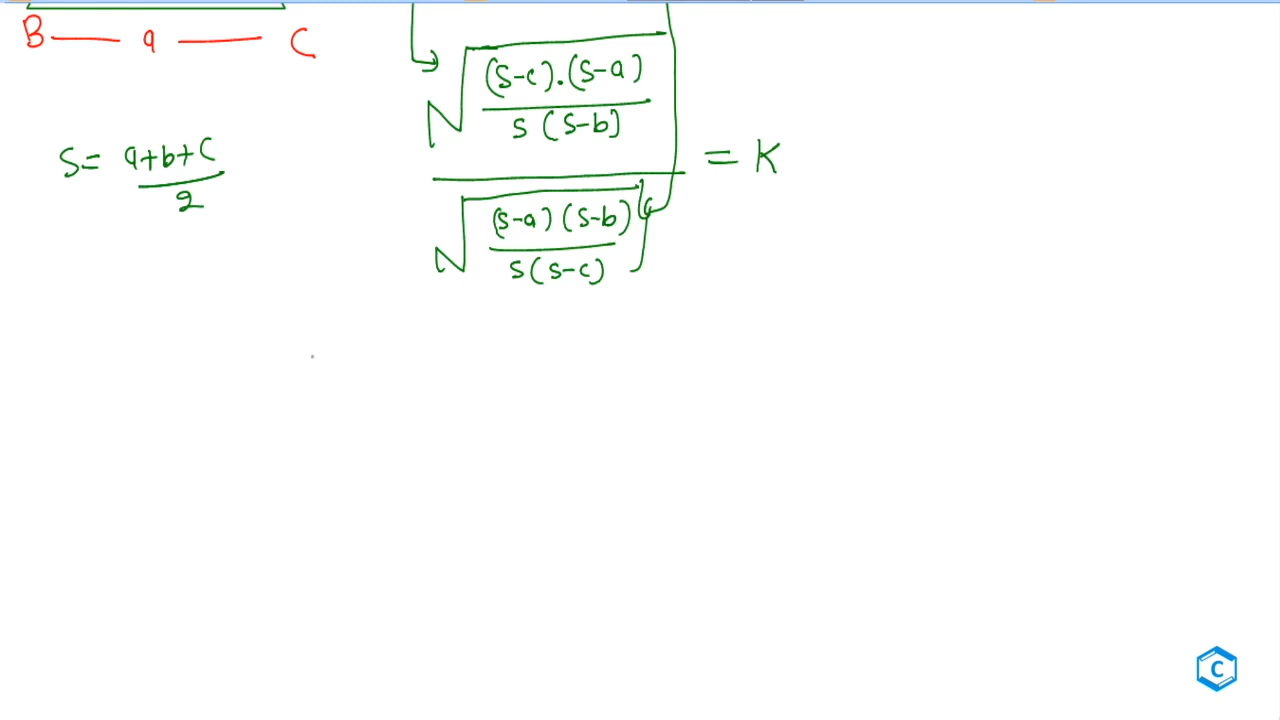 B — a — C
√((s-c).(s-a)
s(s-b]
s= a+b+c
2
= K
√((s-a)(s-b)
s(s-c)
C